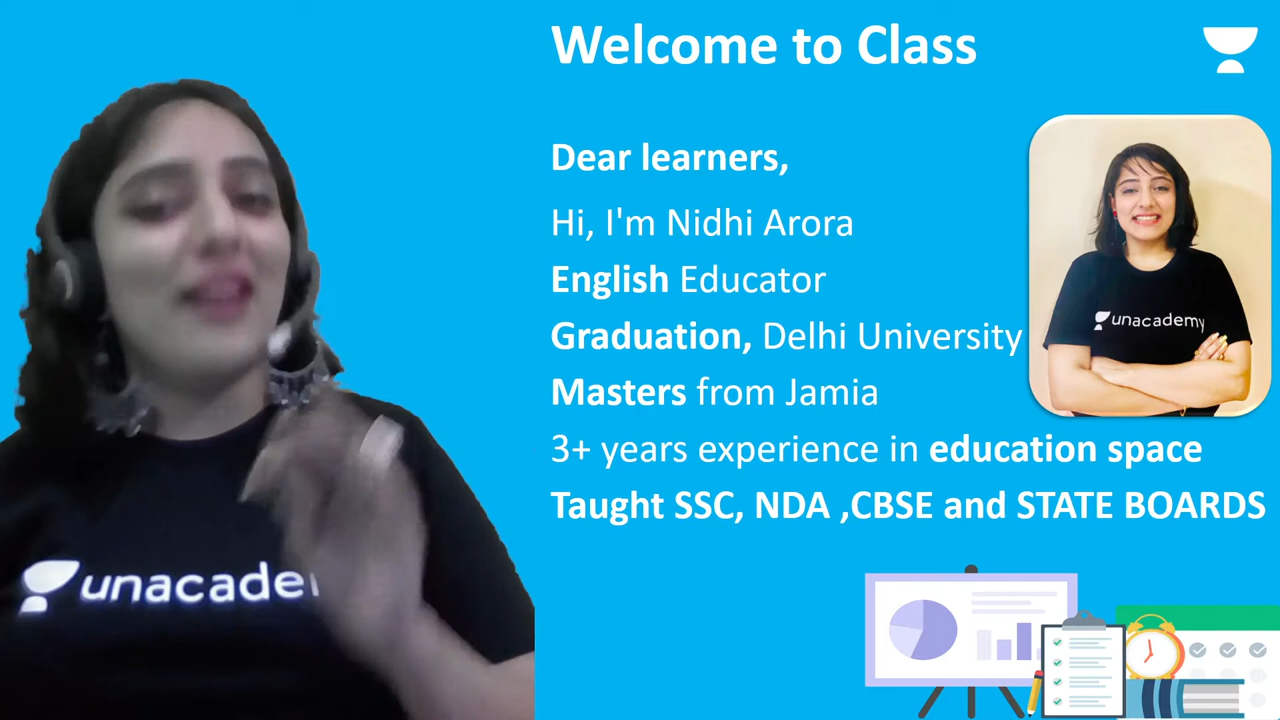 Welcome to Class
Dear learners,
Hi, I'm Nidhi Arora
English Educator
Graduation, Delhi University
Masters from Jamia
3+ years experience in education space
Taught SSC, NDA ,CBSE and STATE BOARDS
unacademy
unacade